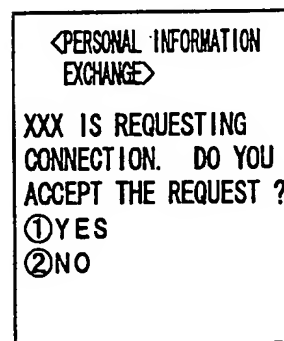 <PERSONAL INFORMATION
EXCHANGE>
XXX IS REQUESTING
CONNECTION. DO YOU
ACCEPT THE REQUEST ?
①YES
②NO